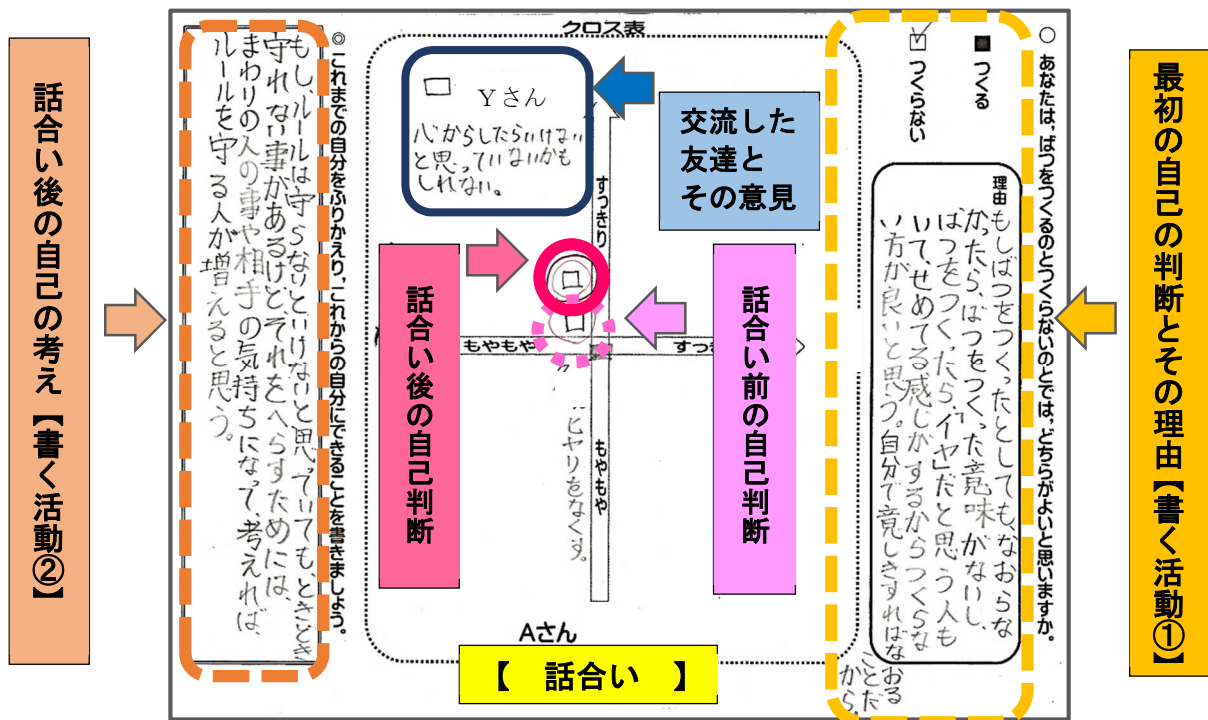 最初の自己の判断とその理由【書く活動①】
○ あなたは、ばつをつくるのとつくらないのとでは、どちらがよいと思いますか。
■ つくる
☑ つくらない
理由
もしばつをつくったとしても、なおらな
かったら、ばつをつくった意味がないし、
ばつをつくったら「イヤ」だと思う人も
いて、せめてる感じがするからつくらな
い方が良いと思う。自分で意しきすればなおる
ことだ
から。
クロス表
□ Yさん
心からしたらいけない
と思っていないかも
しれない。
交流した
友達と
その意見
すっきり
もやもや
すっき
もやもや
話合い前の自己判断
話合い後の自己判断
ヒヤリをなくす。
Aさん
【 話合い 】
◎ これまでの自分をふりかえり、これからの自分にできることを書きましょう。
もし、ルールは守らないといけないと思っていてもときどき
守れない事があるけど、それをへらすためには、
まわりの人の事や相手の気持ちになって、考えれば、
ルールを守る人が増えると思う。
話合い後の自己の考え【書く活動②】